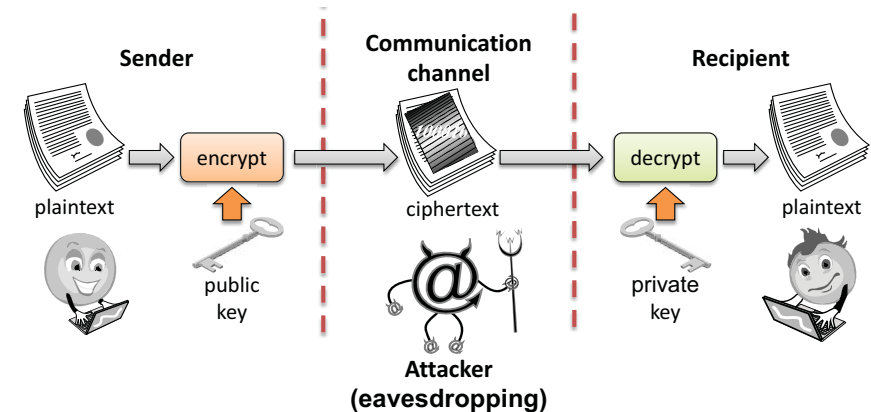 Sender
Communication
channel
Recipient
encrypt
decrypt
plaintext
ciphertext
plaintext
public
key
@
private
key
@
@
@
@
Attacker
(eavesdropping)